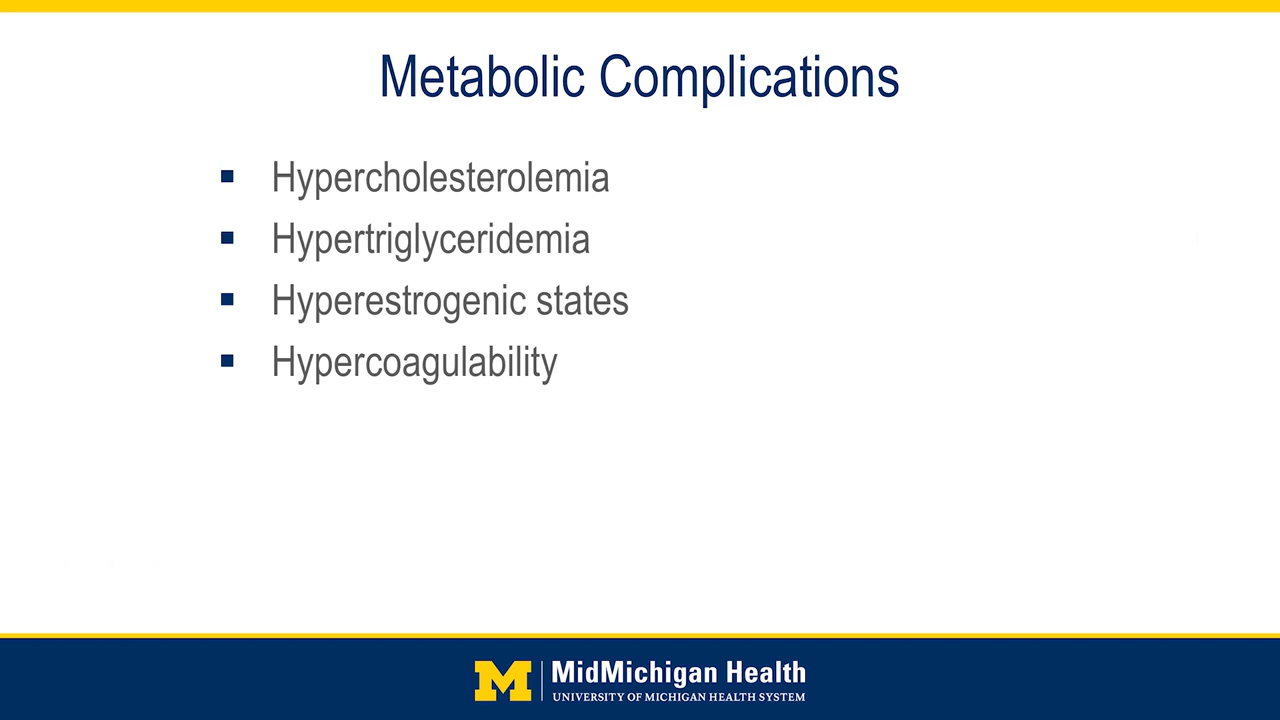 Metabolic Complications
▪ Hypercholesterolemia
▪ Hypertriglyceridemia
▪ Hyperestrogenic states
▪ Hypercoagulability
M MidMichigan Health
UNIVERSITY OF MICHIGAN HEALTH SYSTEM